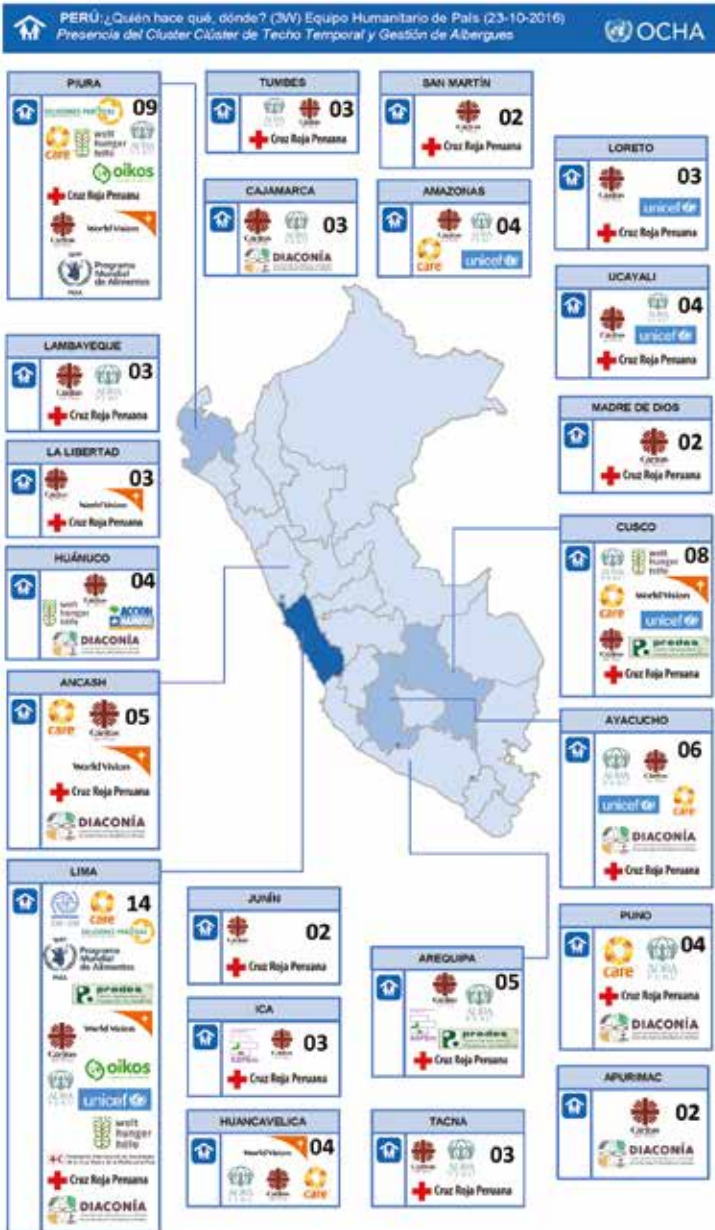 PERÚ:¿Quién hace qué, dónde? (3W) Equipo Humanitario de País (23-10-2016)
Presencia del Cluster Clúster de Techo Temporal y Gestión de Albergues
OCHA
PIURA
09
care
welt hunger hilfe
oikos
Cruz Roja Peruana
Caritas
World Vision
Programa Mundial de Alimentos
TUMBES
03
Cruz Roja Peruana
SAN MARTÍN
02
Cruz Roja Peruana
LORETO
03
unicef
Cruz Roja Peruana
CAJAMARCA
03
DIACONÍA
AMAZONAS
04
care
unicef
UCAYALI
04
unicef
Cruz Roja Peruana
LAMBAYEQUE
03
Cruz Roja Peruana
MADRE DE DIOS
02
Cruz Roja Peruana
LA LIBERTAD
03
World Vision
Cruz Roja Peruana
CUSCO
08
welt hunger hilfe
care
World Vision
unicef
predes
Cruz Roja Peruana
HUÁNUCO
04
welt hunger hilfe
DIACONÍA
ANCASH
05
care
Caritas
World Vision
Cruz Roja Peruana
DIACONÍA
AYACUCHO
06
unicef
care
DIACONÍA
Cruz Roja Peruana
LIMA
14
care
Programa Mundial de Alimentos
predes
World Vision
Caritas
oikos
unicef
welt hunger hilfe
Cruz Roja Peruana
DIACONÍA
JUNÍN
02
Cruz Roja Peruana
PUNO
04
care
Cruz Roja Peruana
DIACONÍA
AREQUIPA
05
predes
Cruz Roja Peruana
ICA
03
Cruz Roja Peruana
APURIMAC
02
Caritas
DIACONÍA
HUANCAVELICA
04
World Vision
care
TACNA
03
Cruz Roja Peruana